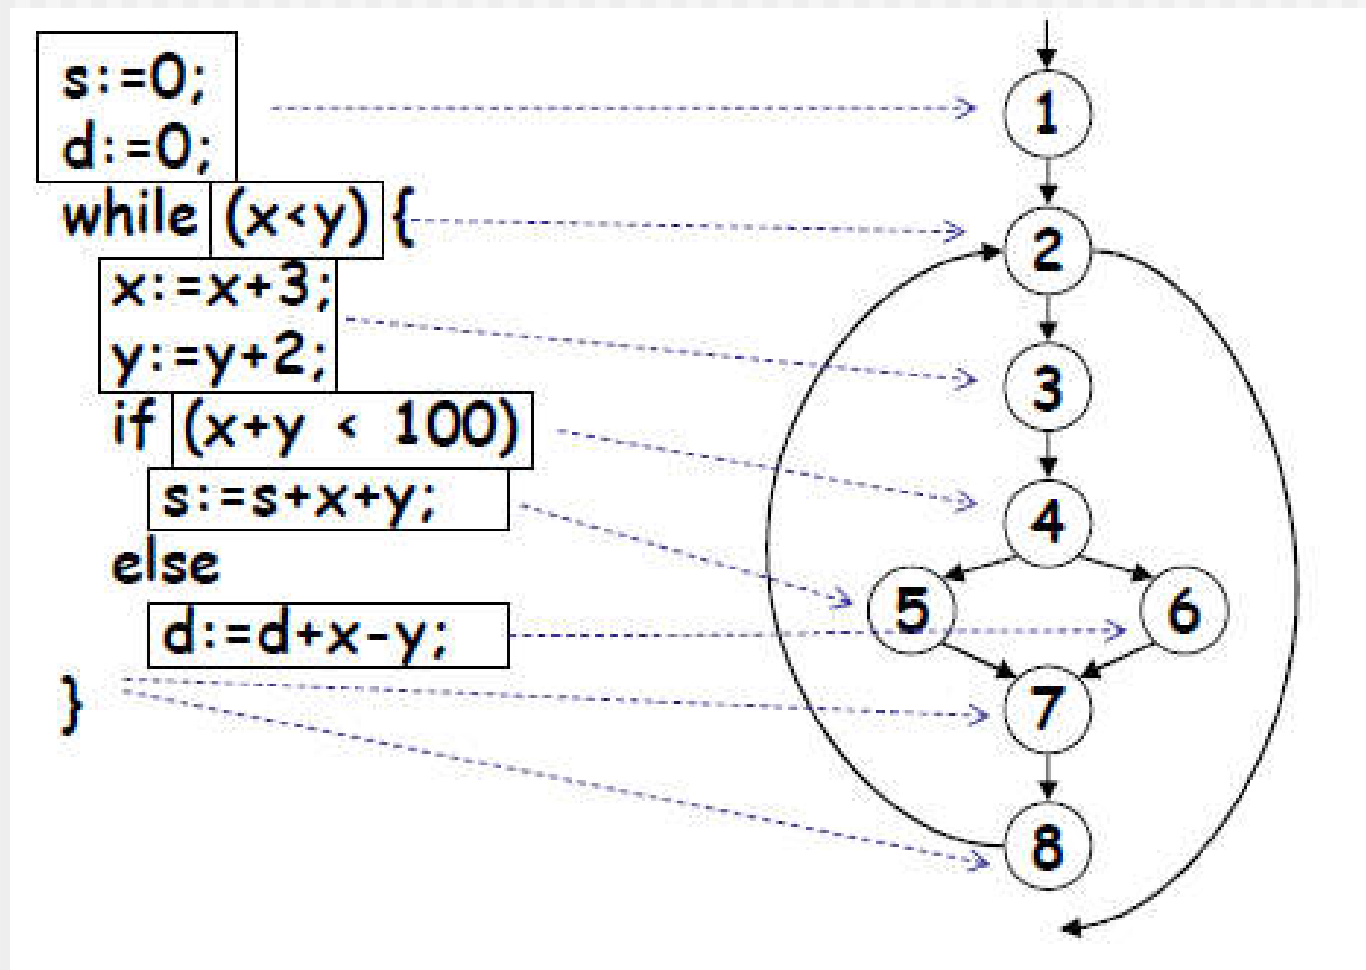 s:=0;
d:=0;
while (x<y) {
x:=x+3;
y:=y+2;
if (x+y < 100)
s:=s+x+y;
else
d:=d+x-y;
}
1
2
3
4
5
6
7
8